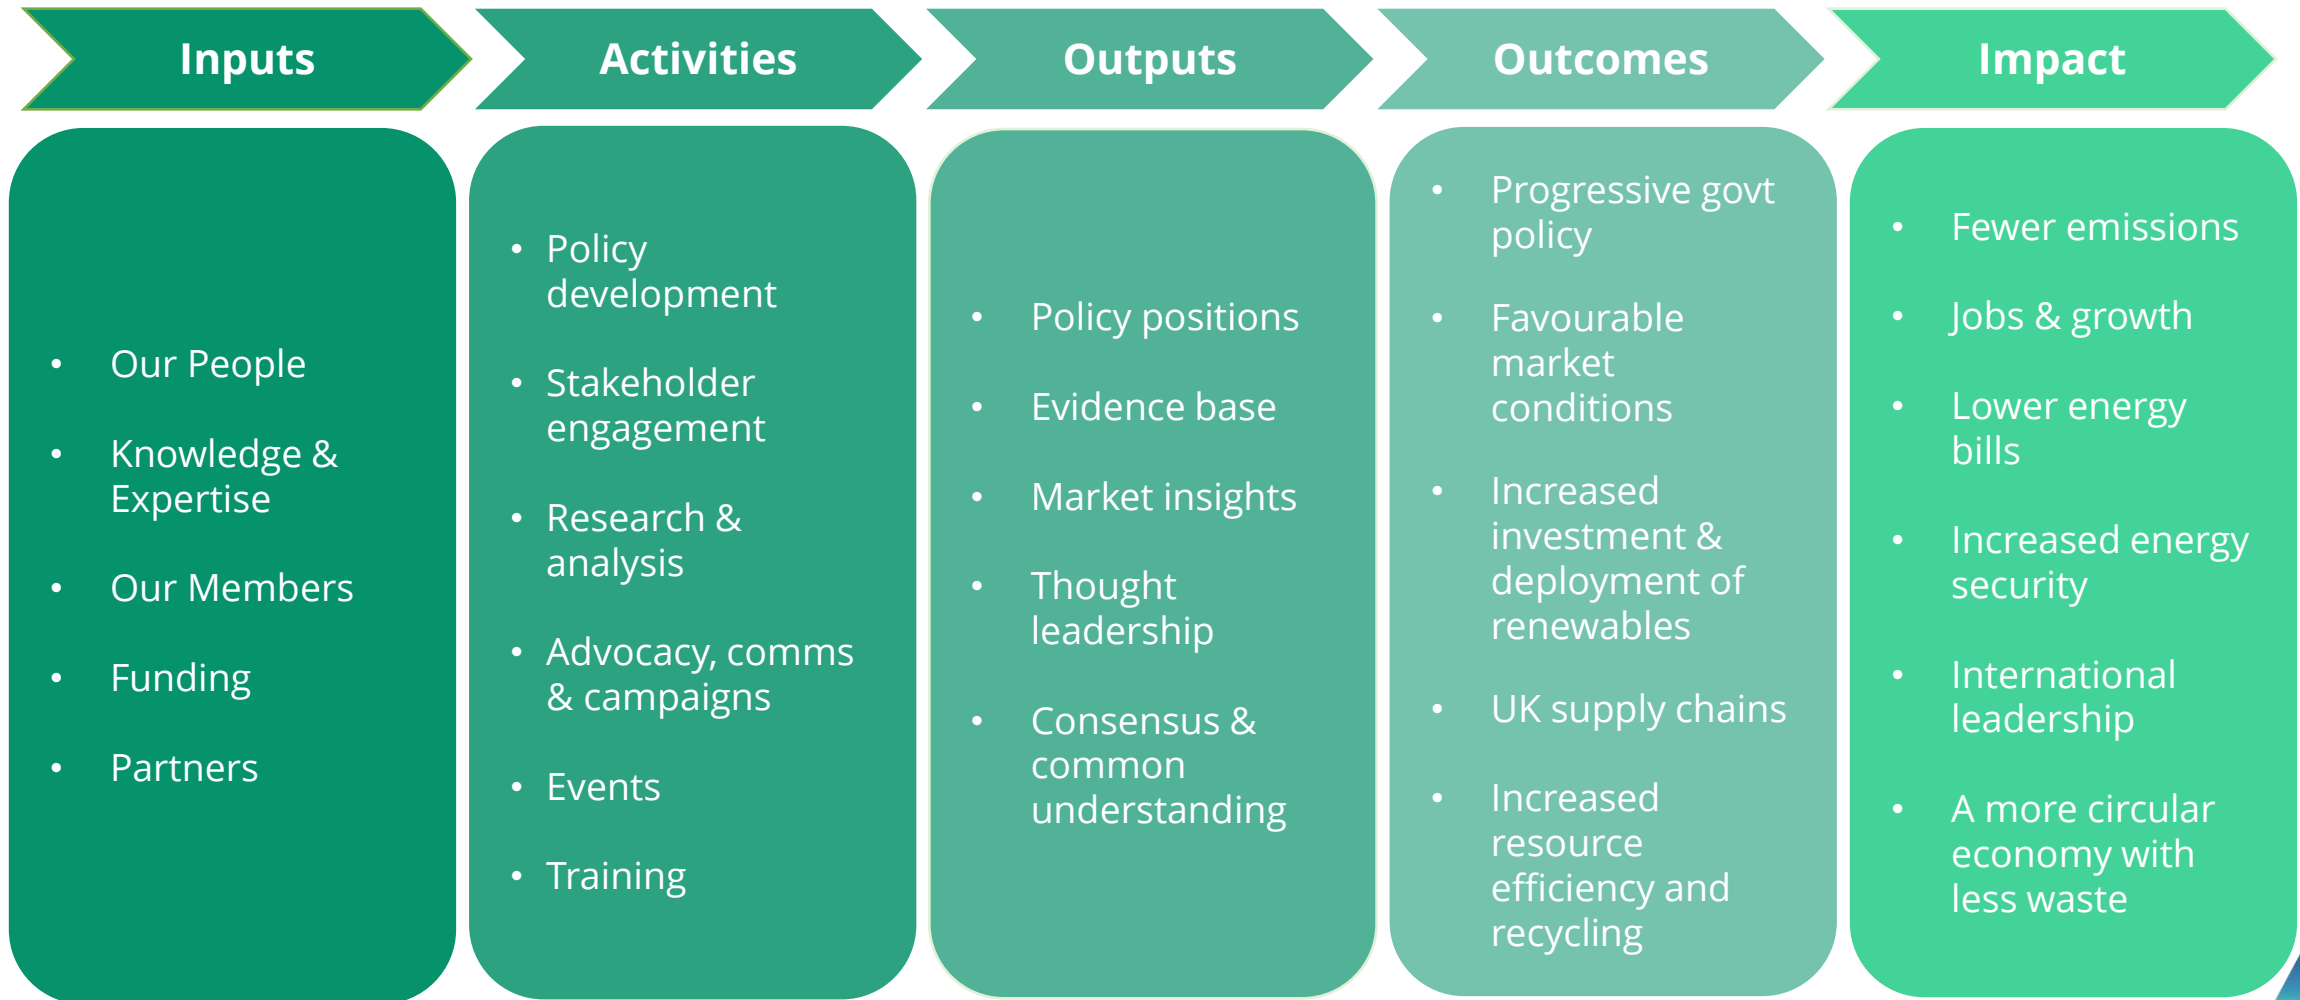 Inputs
Activities
Outputs
Outcomes
Impact
• Our People
• Knowledge &
Expertise
• Our Members
• Funding
• Partners
• Policy
development
• Stakeholder
engagement
• Research &
analysis
• Advocacy, comms
& campaigns
• Events
• Training
• Policy positions
• Evidence base
• Market insights
• Thought
leadership
• Consensus &
common
understanding
• Progressive govt
policy
• Favourable
market
conditions
• Increased
investment &
deployment of
renewables
• UK supply chains
• Increased
resource
efficiency and
recycling
• Fewer emissions
• Jobs & growth
• Lower energy
bills
• Increased energy
security
• International
leadership
• A more circular
economy with
less waste